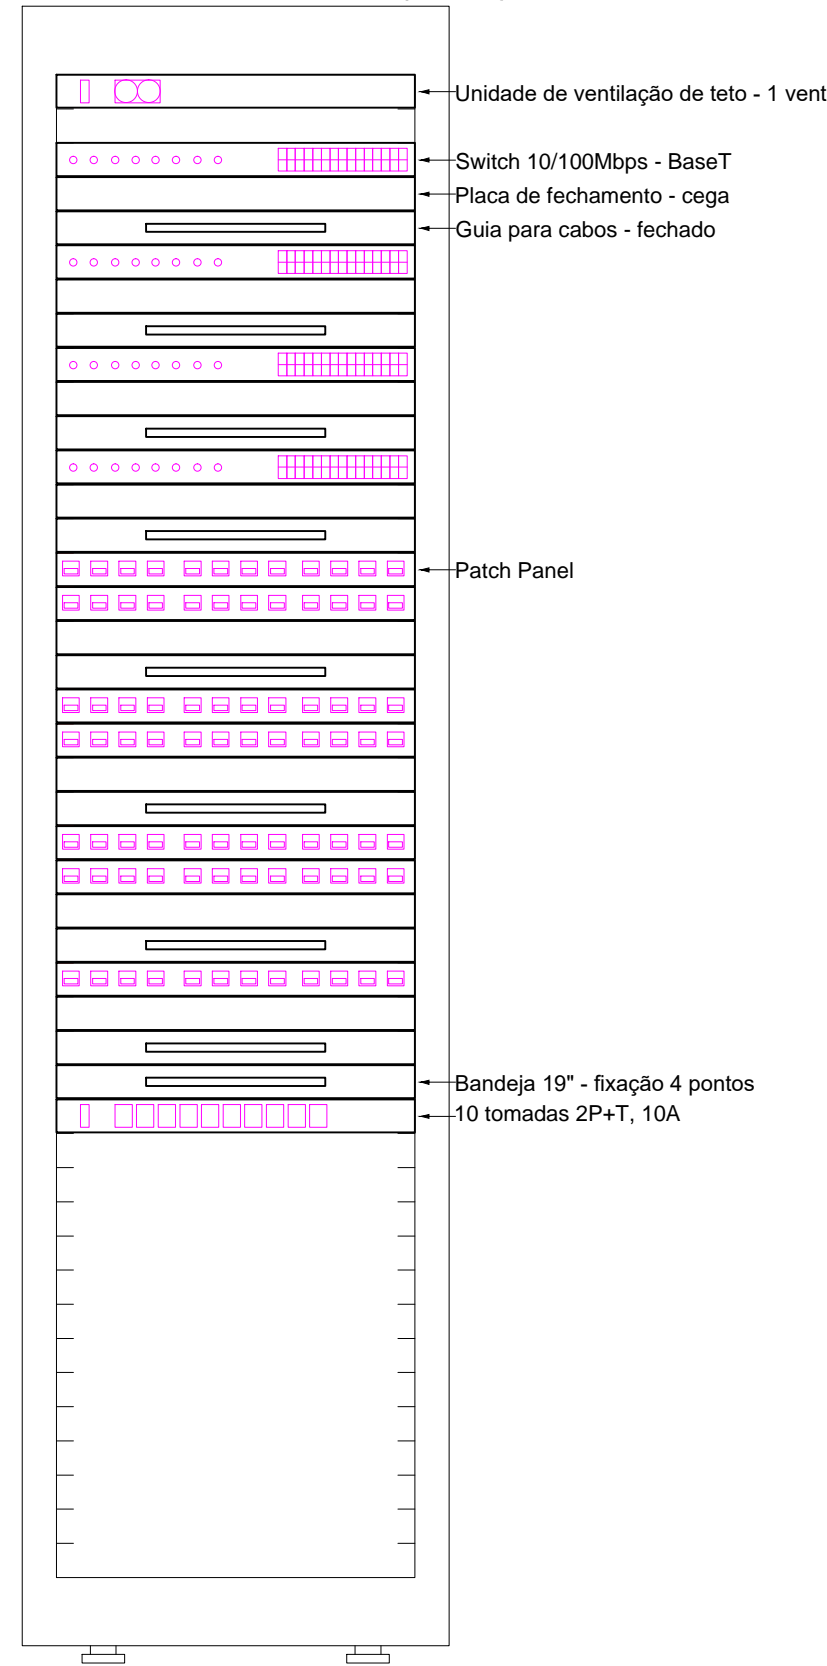 Unidade de ventilação de teto - 1 vent
Switch 10/100Mbps - BaseT
Placa de fechamento - cega
Guia para cabos - fechado
Patch Panel
Bandeja 19" - fixação 4 pontos
10 tomadas 2P+T, 10A